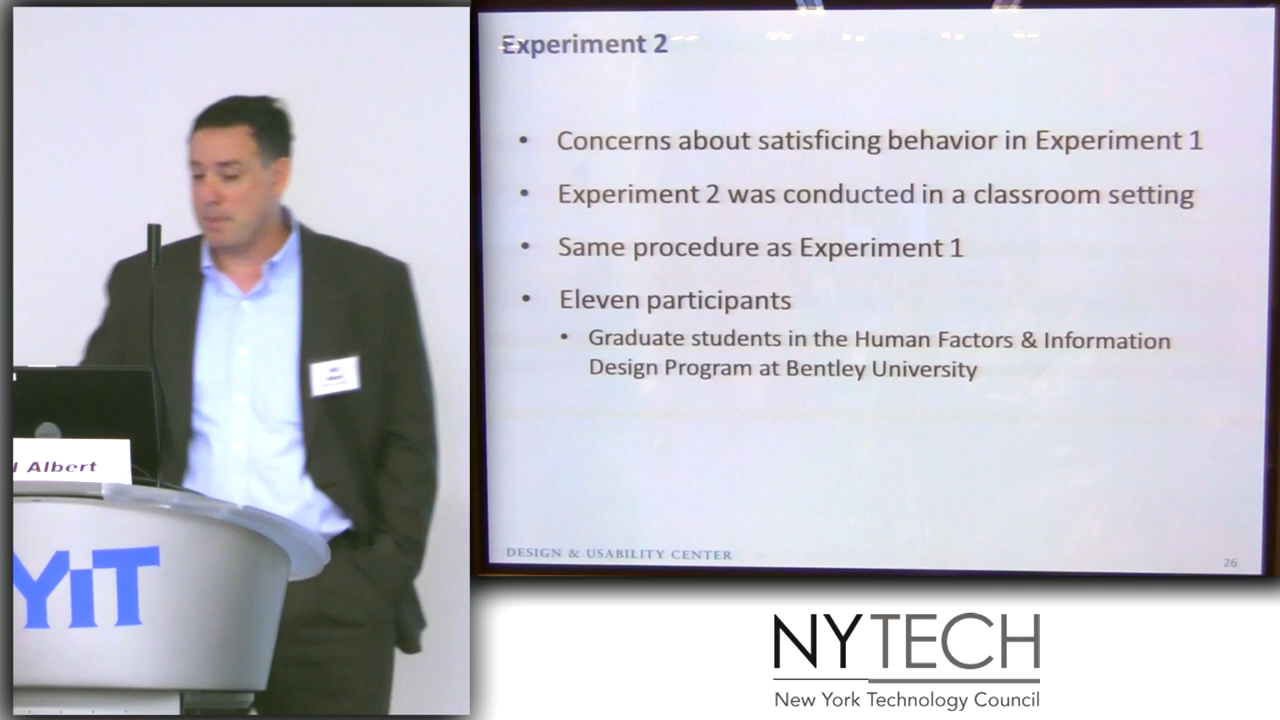 Experiment 2
• Concerns about satisficing behavior in Experiment 1
• Experiment 2 was conducted in a classroom setting
• Same procedure as Experiment 1
• Eleven participants
• Graduate students in the Human Factors & Information
Design Program at Bentley University
DESIGN & USABILITY CENTER
26
Albert
YIT
NYTECH
New York Technology Council